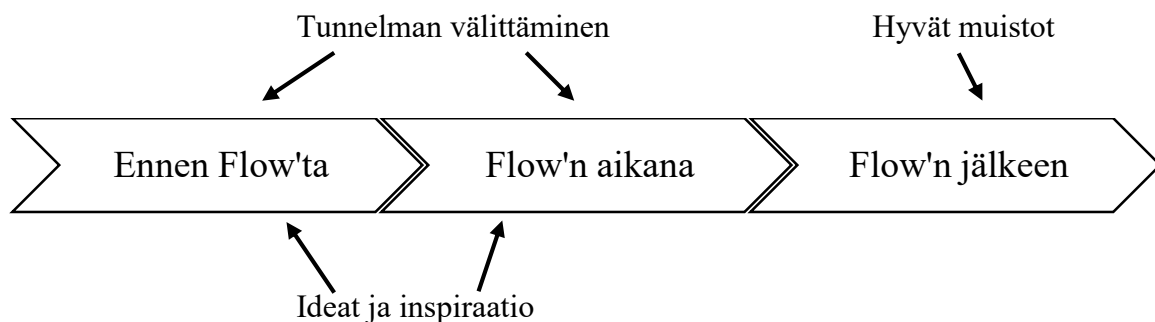 Tunnelman välittäminen
Hyvät muistot
Ennen Flow'ta
Flow'n aikana
Flow'n jälkeen
Ideat ja inspiraatio